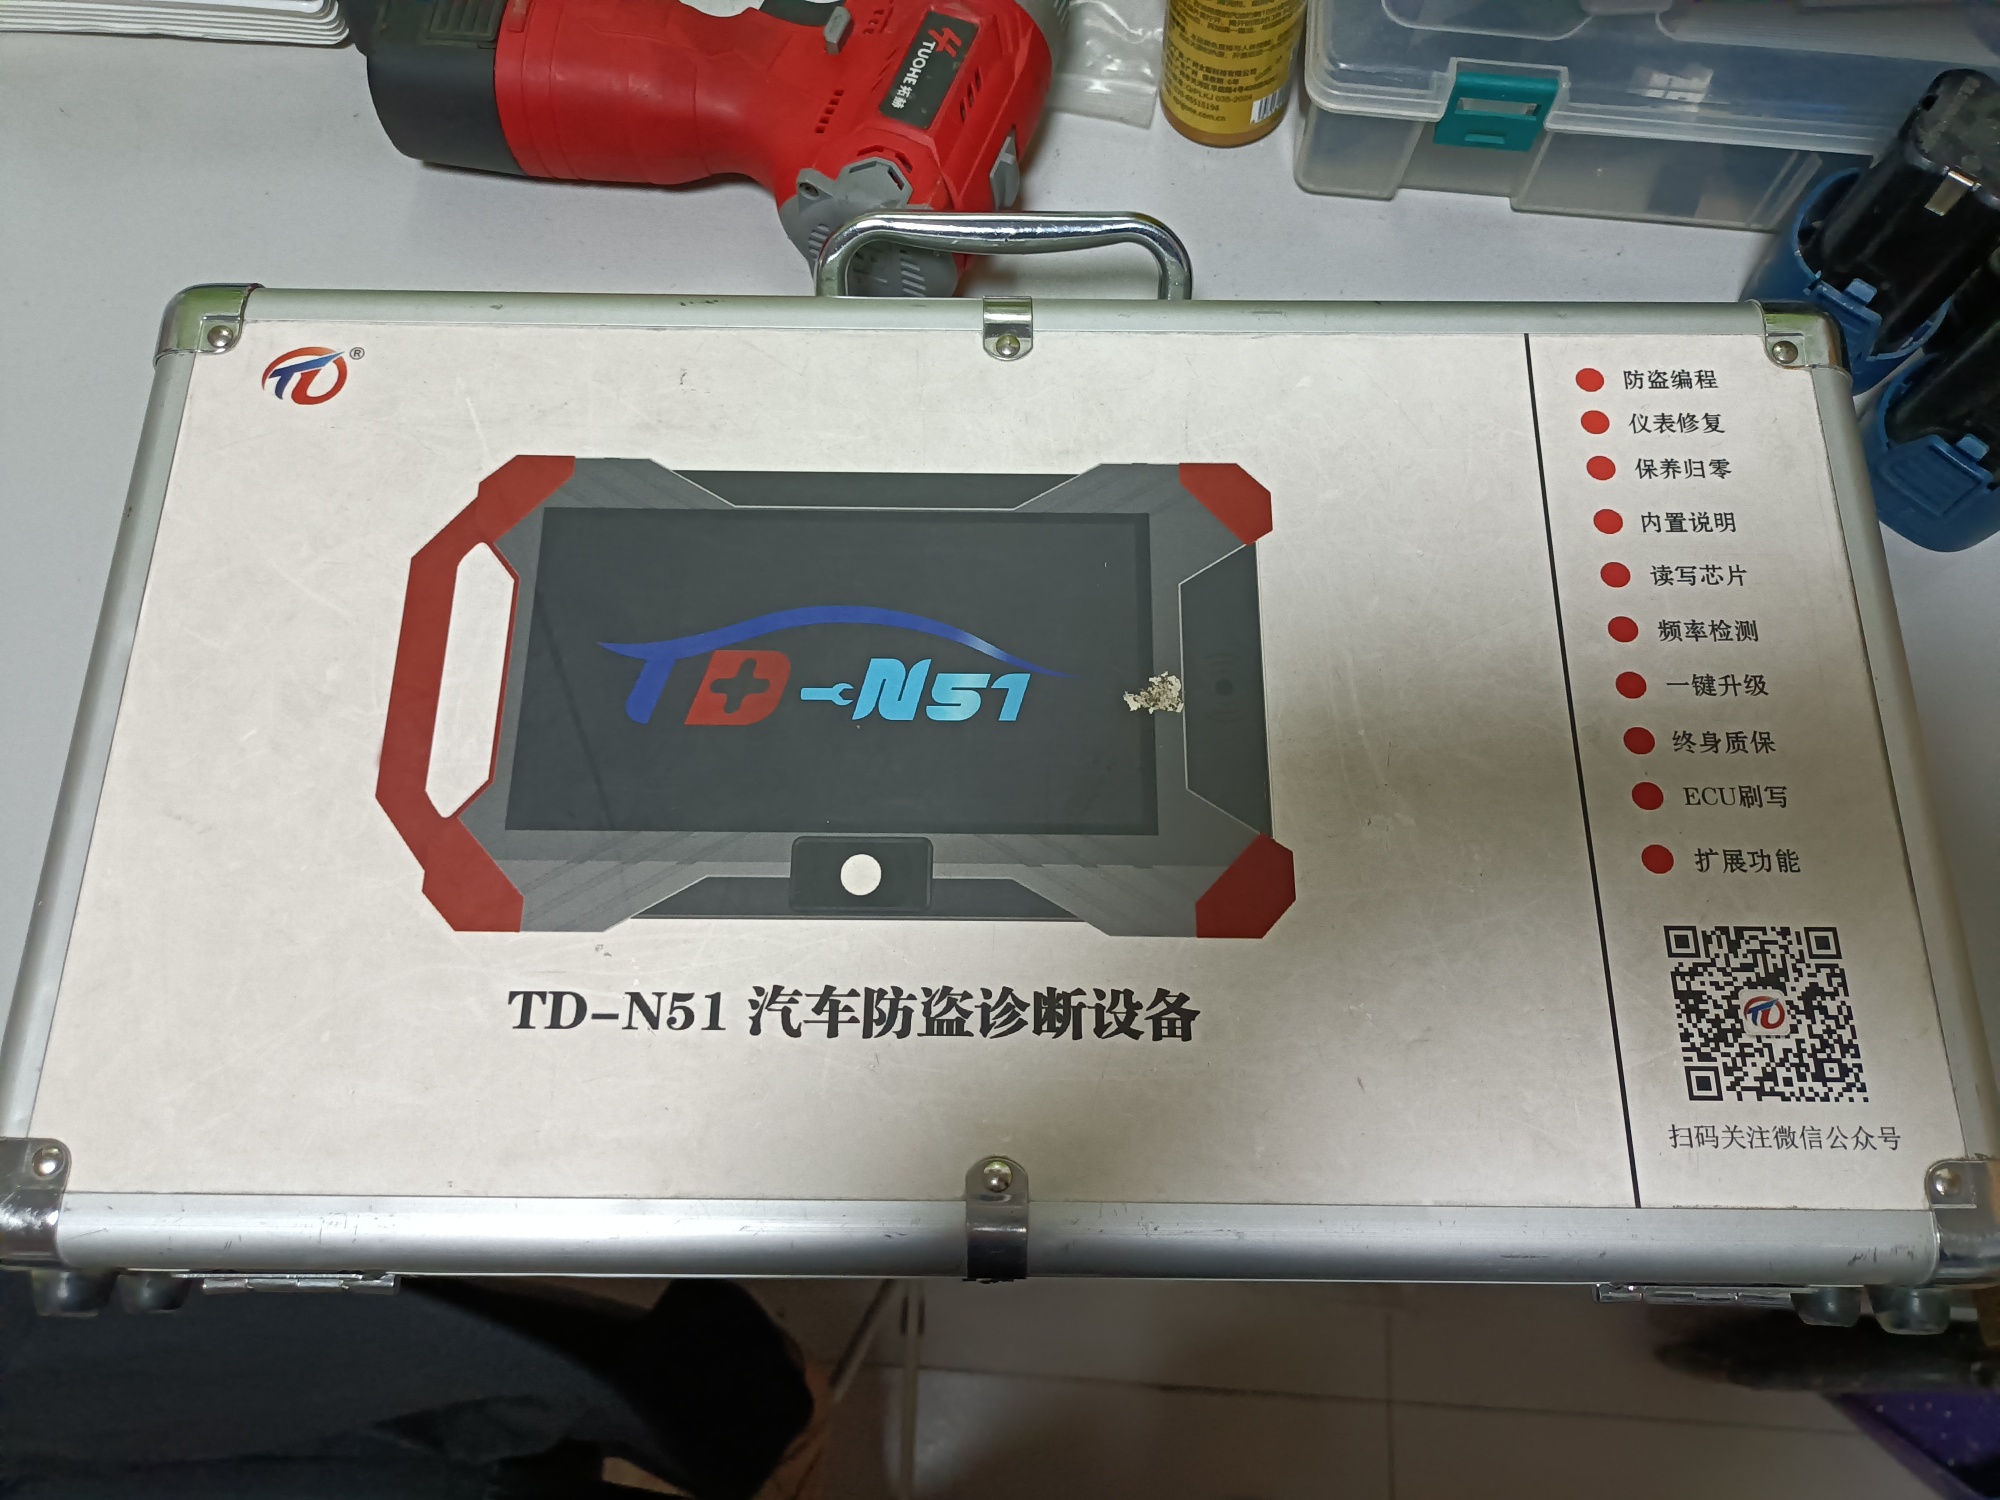 TUOHE 拓赫
TD®
TD-N51
TD-N51 汽车防盗诊断设备
防盗编程
仪表修复
保养归零
内置说明
读写芯片
频率检测
一键升级
终身质保
ECU刷写
扩展功能
扫码关注微信公众号